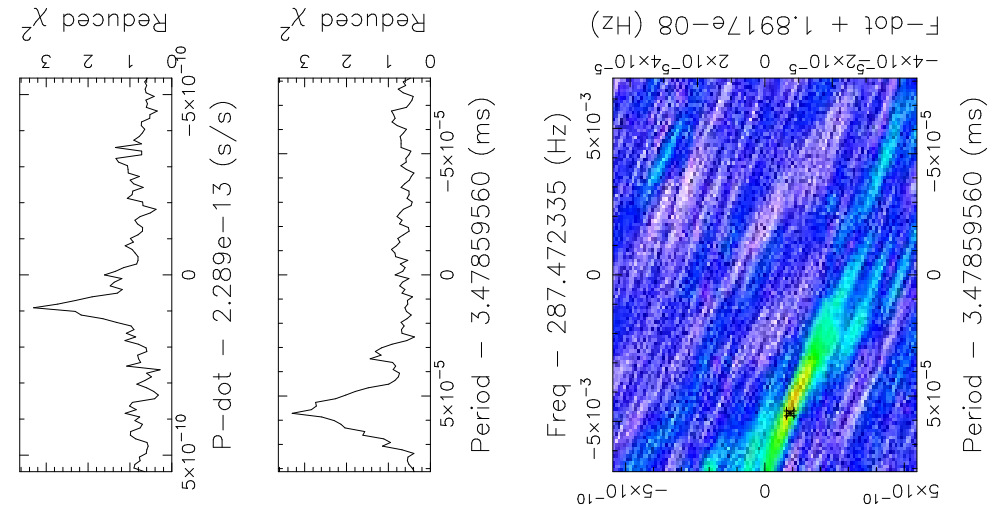 Reduced χ²
3 2 1 0
5×10⁻¹⁰ 0 −5×10⁻¹⁰
P−dot − 2.289e−13 (s/s)
Reduced χ²
3 2 1 0
5×10⁻⁵ 0 −5×10⁻⁵
Period − 3.47859560 (ms)
Freq − 287.472335 (Hz)
−5×10⁻³ 0 5×10⁻³
F−dot + 1.8917e−08 (Hz)
−4×10⁻⁵ −2×10⁻⁵ 0 2×10⁻⁵ 4×10⁻⁵
−5×10⁻¹⁰ 0 5×10⁻¹⁰
5×10⁻⁵ 0 −5×10⁻⁵
Period − 3.47859560 (ms)